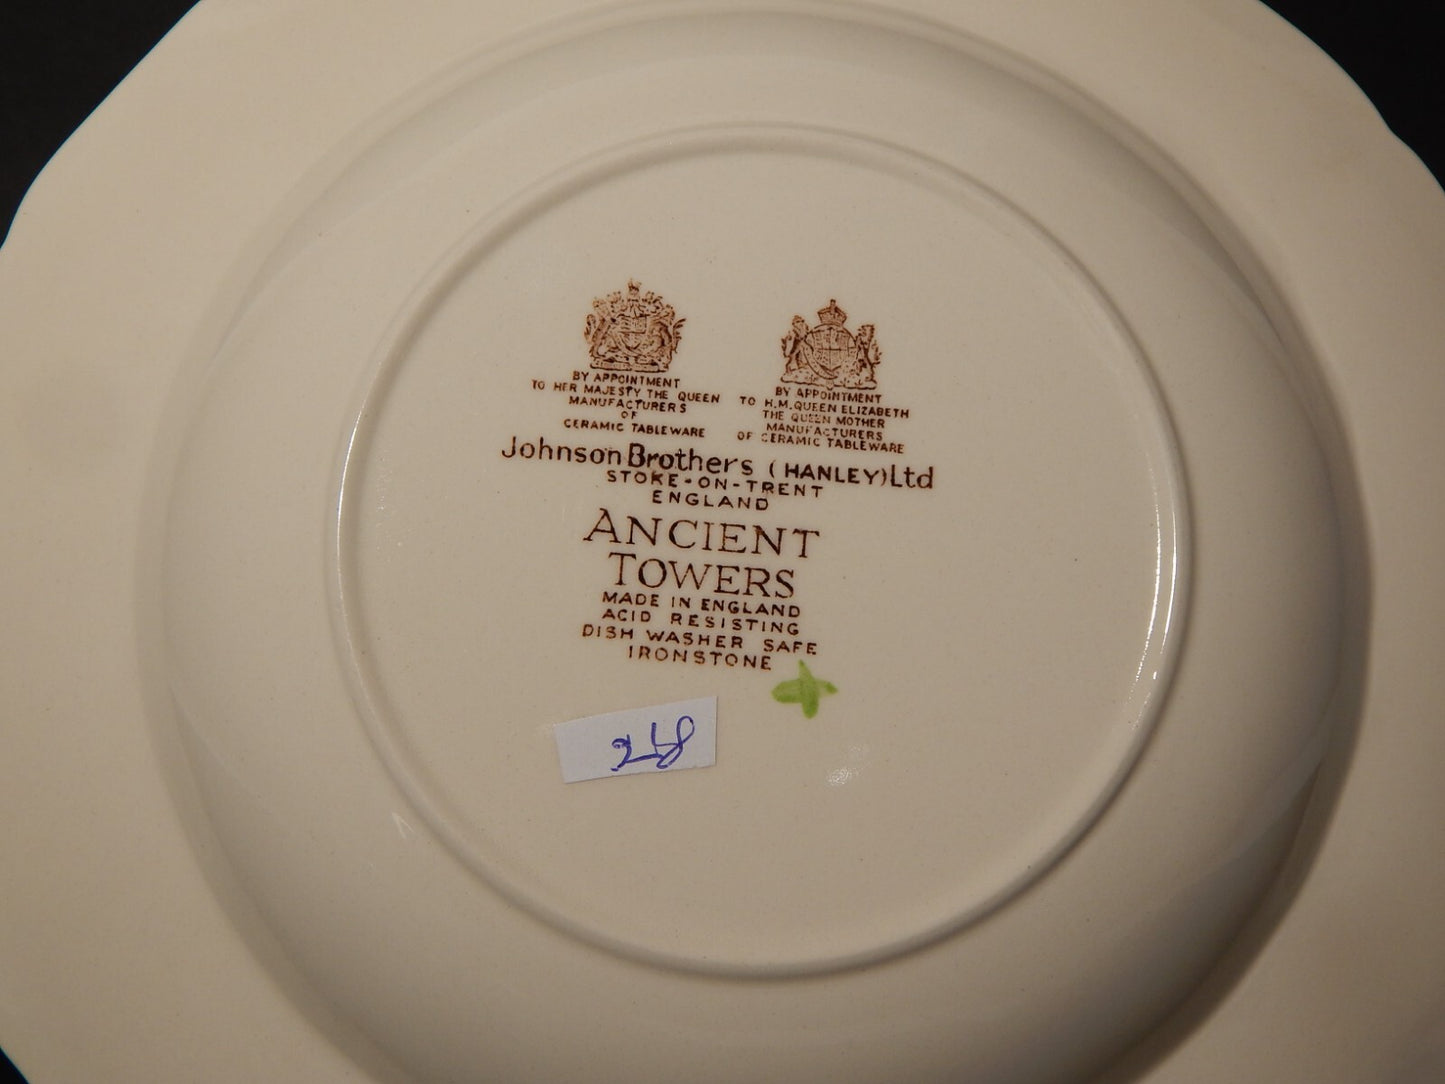 BY APPOINTMENT
TO HER MAJESTY THE QUEEN
MANUFACTURERS
OF
CERAMIC TABLEWARE
BY APPOINTMENT
TO H.M. QUEEN ELIZABETH
THE QUEEN MOTHER
MANUFACTURERS
OF CERAMIC TABLEWARE
Johnson Brothers (HANLEY) Ltd
STOKE-ON-TRENT
ENGLAND
ANCIENT
TOWERS
MADE IN ENGLAND
ACID RESISTING
DISH WASHER SAFE
IRONSTONE